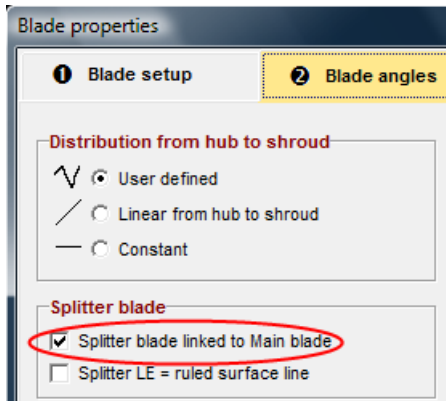 Blade properties
❶ Blade setup
❷ Blade angles
Distribution from hub to shroud
User defined
Linear from hub to shroud
Constant
Splitter blade
Splitter blade linked to Main blade
Splitter LE = ruled surface line